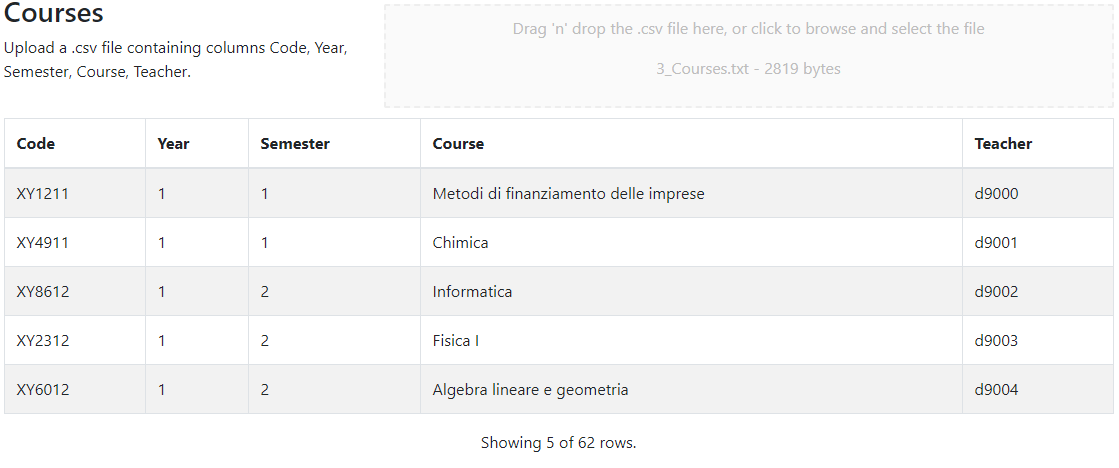 Courses
Upload a .csv file containing columns Code, Year,
Semester, Course, Teacher.
Drag 'n' drop the .csv file here, or click to browse and select the file
3_Courses.txt - 2819 bytes
Code Year Semester Course Teacher
XY1211 1 1 Metodi di finanziamento delle imprese d9000
XY4911 1 1 Chimica d9001
XY8612 1 2 Informatica d9002
XY2312 1 2 Fisica I d9003
XY6012 1 2 Algebra lineare e geometria d9004
Showing 5 of 62 rows.